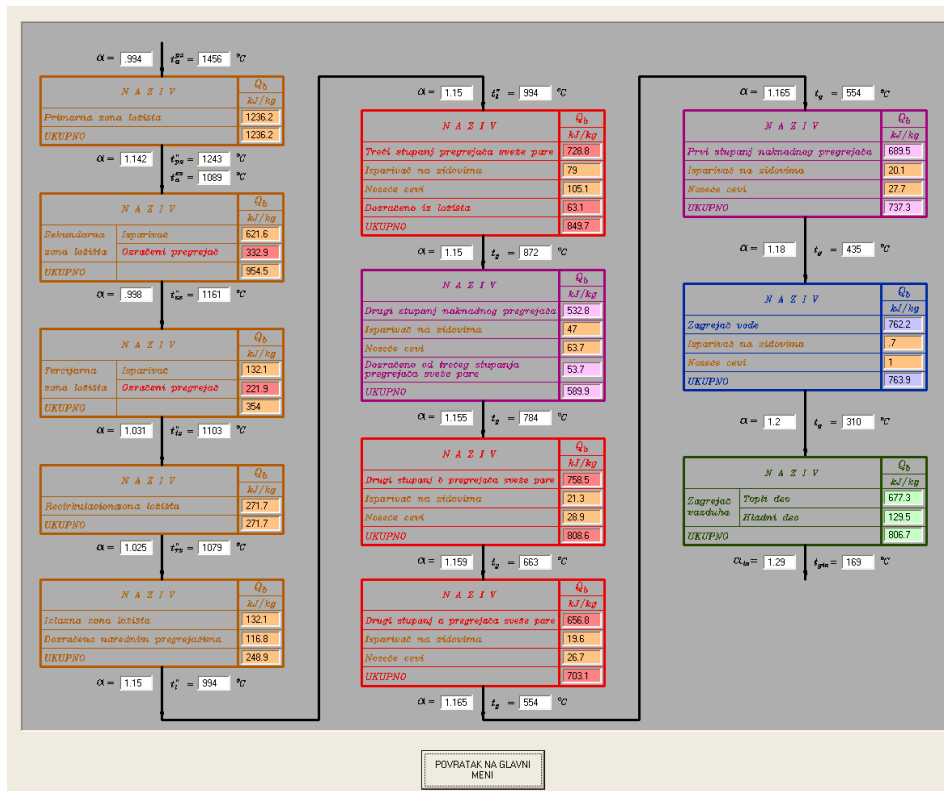 α = .994 t_a^pz = 1456 °C
N A Z I V Q_b
kJ/kg
Primarna zona ložišta 1236.2
UKUPNO 1236.2
α = 1.142 t"_pz = 1243 °C
t_a^sz = 1089 °C
N A Z I V Q_b
kJ/kg
Sekundarna Isparivač 621.6
zona ložišta Ozračeni pregrejač 332.9
UKUPNO 954.5
α = .998 t"_sz = 1161 °C
N A Z I V Q_b
kJ/kg
Tercijarna Isparivač 132.1
zona ložišta Ozračeni pregrejač 221.9
UKUPNO 354
α = 1.031 t"_tz = 1103 °C
N A Z I V Q_b
kJ/kg
Recirkulaciona zona ložišta 271.7
UKUPNO 271.7
α = 1.025 t"_rz = 1079 °C
N A Z I V Q_b
kJ/kg
Izlazna zona ložišta 132.1
Dozračeno narednim pregrejačima 116.8
UKUPNO 248.9
α = 1.15 t"_l = 994 °C
α = 1.15 t"_l = 994 °C
N A Z I V Q_b
kJ/kg
Treći stupanj pregrejača sveže pare 728.8
Isparivač na zidovima 79
Noseće cevi 105.1
Dozračeno iz ložišta 63.1
UKUPNO 849.7
α = 1.15 t_g = 872 °C
N A Z I V Q_b
kJ/kg
Drugi stupanj naknadnog pregrejača 532.8
Isparivač na zidovima 47
Noseće cevi 63.7
Dozračeno od trećeg stupanja
pregrejača sveže pare 53.7
UKUPNO 589.9
α = 1.155 t_g = 784 °C
N A Z I V Q_b
kJ/kg
Drugi stupanj b pregrejača sveže pare 758.5
Isparivač na zidovima 21.3
Noseće cevi 28.9
UKUPNO 808.6
α = 1.159 t_g = 663 °C
N A Z I V Q_b
kJ/kg
Drugi stupanj a pregrejača sveže pare 656.8
Isparivač na zidovima 19.6
Noseće cevi 26.7
UKUPNO 703.1
α = 1.165 t_g = 554 °C
α = 1.165 t_g = 554 °C
N A Z I V Q_b
kJ/kg
Prvi stupanj naknadnog pregrejača 689.5
Isparivač na zidovima 20.1
Noseće cevi 27.7
UKUPNO 737.3
α = 1.18 t_g = 435 °C
N A Z I V Q_b
kJ/kg
Zagrejač vode 762.2
Isparivač na zidovima .7
Noseće cevi 1
UKUPNO 763.9
α = 1.2 t_g = 310 °C
N A Z I V Q_b
kJ/kg
Zagrejač Topli deo 677.3
vazduha Hladni deo 129.5
UKUPNO 806.7
α_iz = 1.29 t_giz = 169 °C
POVRATAK NA GLAVNI
MENI